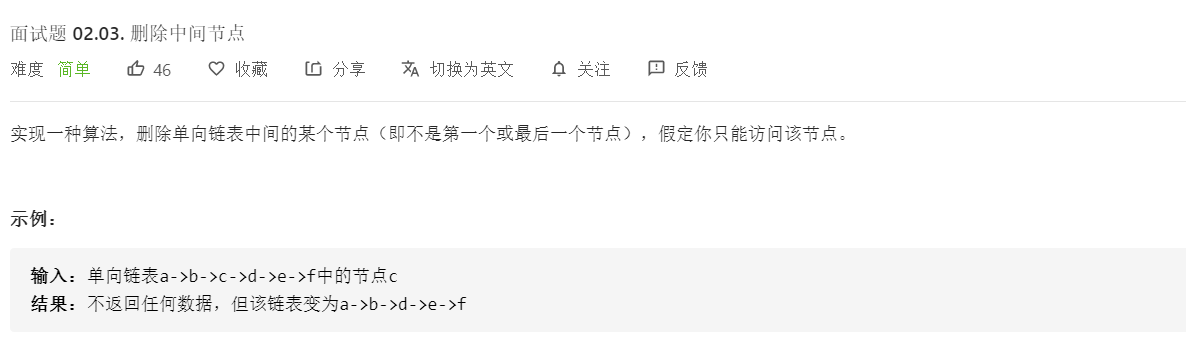 面试题 02.03. 删除中间节点
难度 简单 46 收藏 分享 切换为英文 关注 反馈
实现一种算法，删除单向链表中间的某个节点（即不是第一个或最后一个节点），假定你只能访问该节点。
示例：
输入：单向链表a->b->c->d->e->f中的节点c
结果：不返回任何数据，但该链表变为a->b->d->e->f